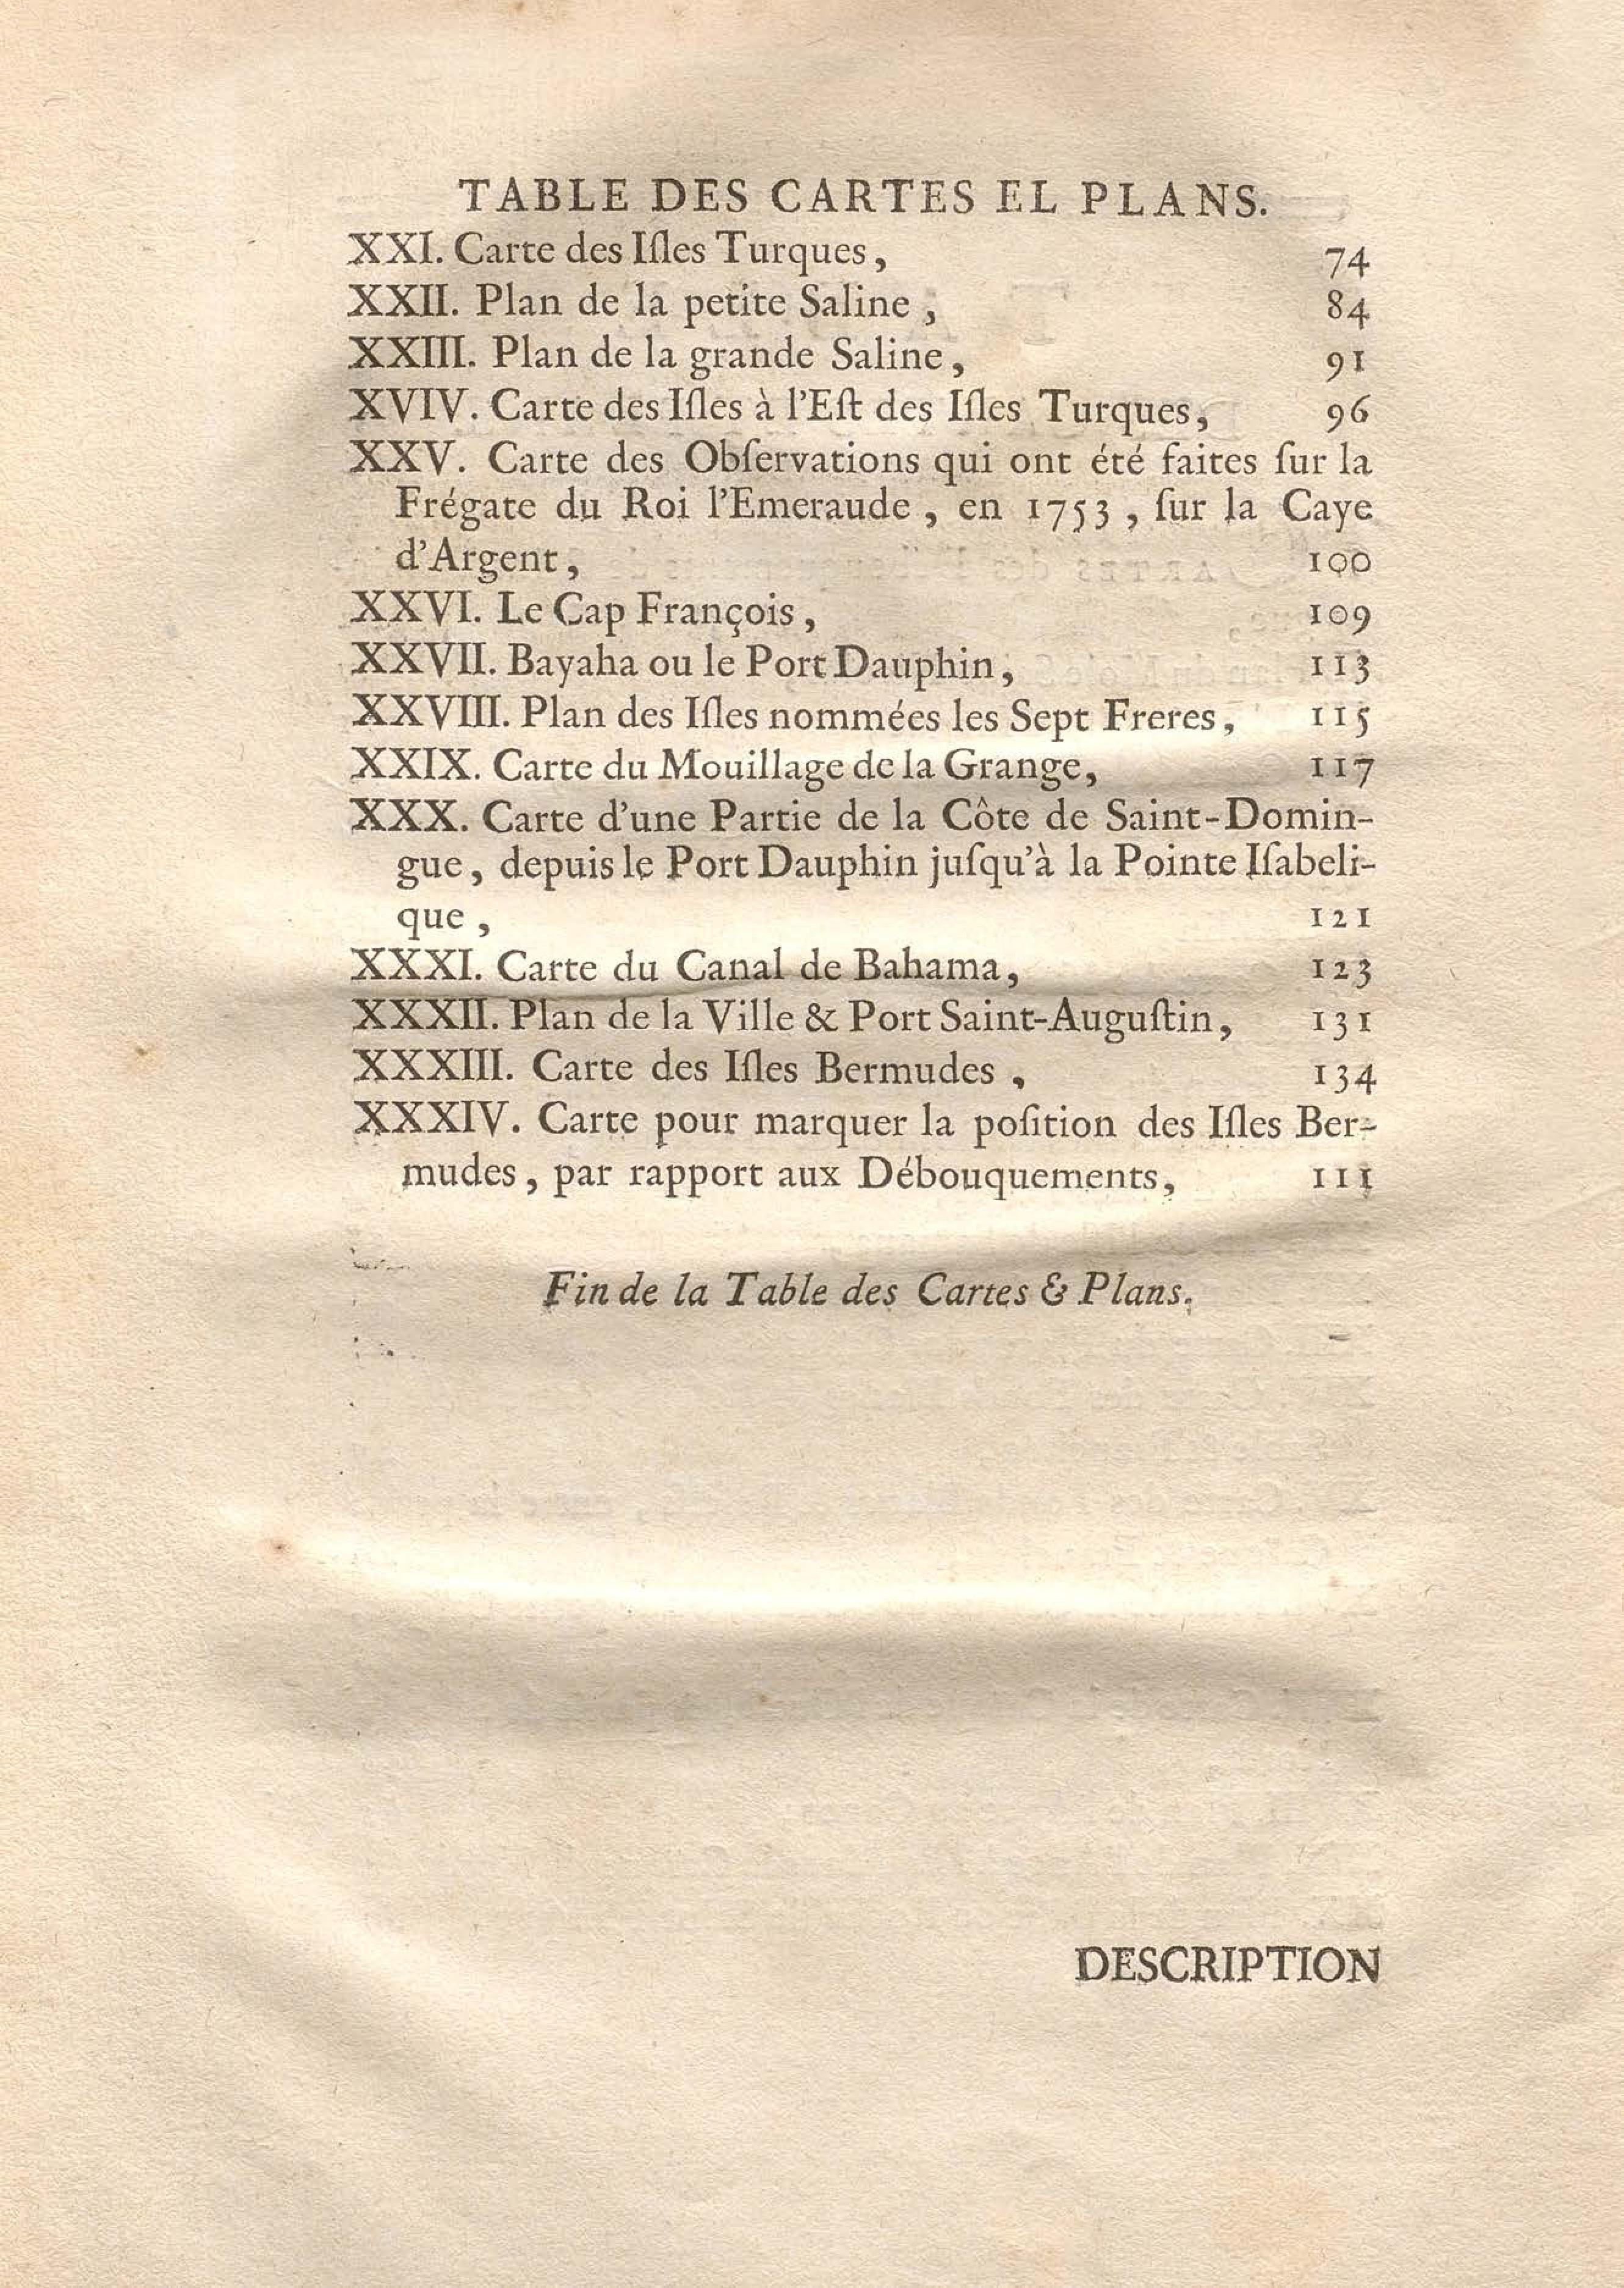 TABLE DES CARTES EL PLANS.
XXI. Carte des Iſles Turques, 74
XXII. Plan de la petite Saline, 84
XXIII. Plan de la grande Saline, 91
XVIV. Carte des Iſles à l'Eſt des Iſles Turques, 96
XXV. Carte des Obſervations qui ont été faites ſur la
Frégate du Roi l'Emeraude, en 1753, ſur la Caye
d'Argent, 100
XXVI. Le Cap François, 109
XXVII. Bayaha ou le Port Dauphin, 113
XXVIII. Plan des Iſles nommées les Sept Freres, 115
XXIX. Carte du Mouillage de la Grange, 117
XXX. Carte d'une Partie de la Côte de Saint-Domin-
gue, depuis le Port Dauphin juſqu'à la Pointe Iſabeli-
que, 121
XXXI. Carte du Canal de Bahama, 123
XXXII. Plan de la Ville & Port Saint-Auguſtin, 131
XXXIII. Carte des Iſles Bermudes, 134
XXXIV. Carte pour marquer la poſition des Iſles Ber-
mudes, par rapport aux Débouquements, 111
Fin de la Table des Cartes & Plans.
DESCRIPTION